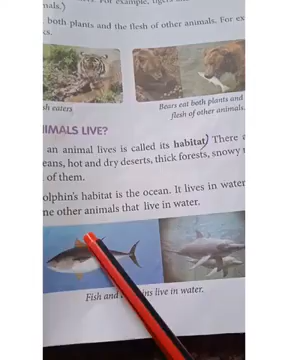 nals.)
both plants and the flesh of other animals. For ex
ks.
sh eaters
Bears eat both plants and
flesh of other animals.
IMALS LIVE?
an animal lives is called its habitat. There a
eans, hot and dry deserts, thick forests, snowy
of them.
olphin's habitat is the ocean. It lives in water
me other animals that live in water.
Fish and ins live in water.